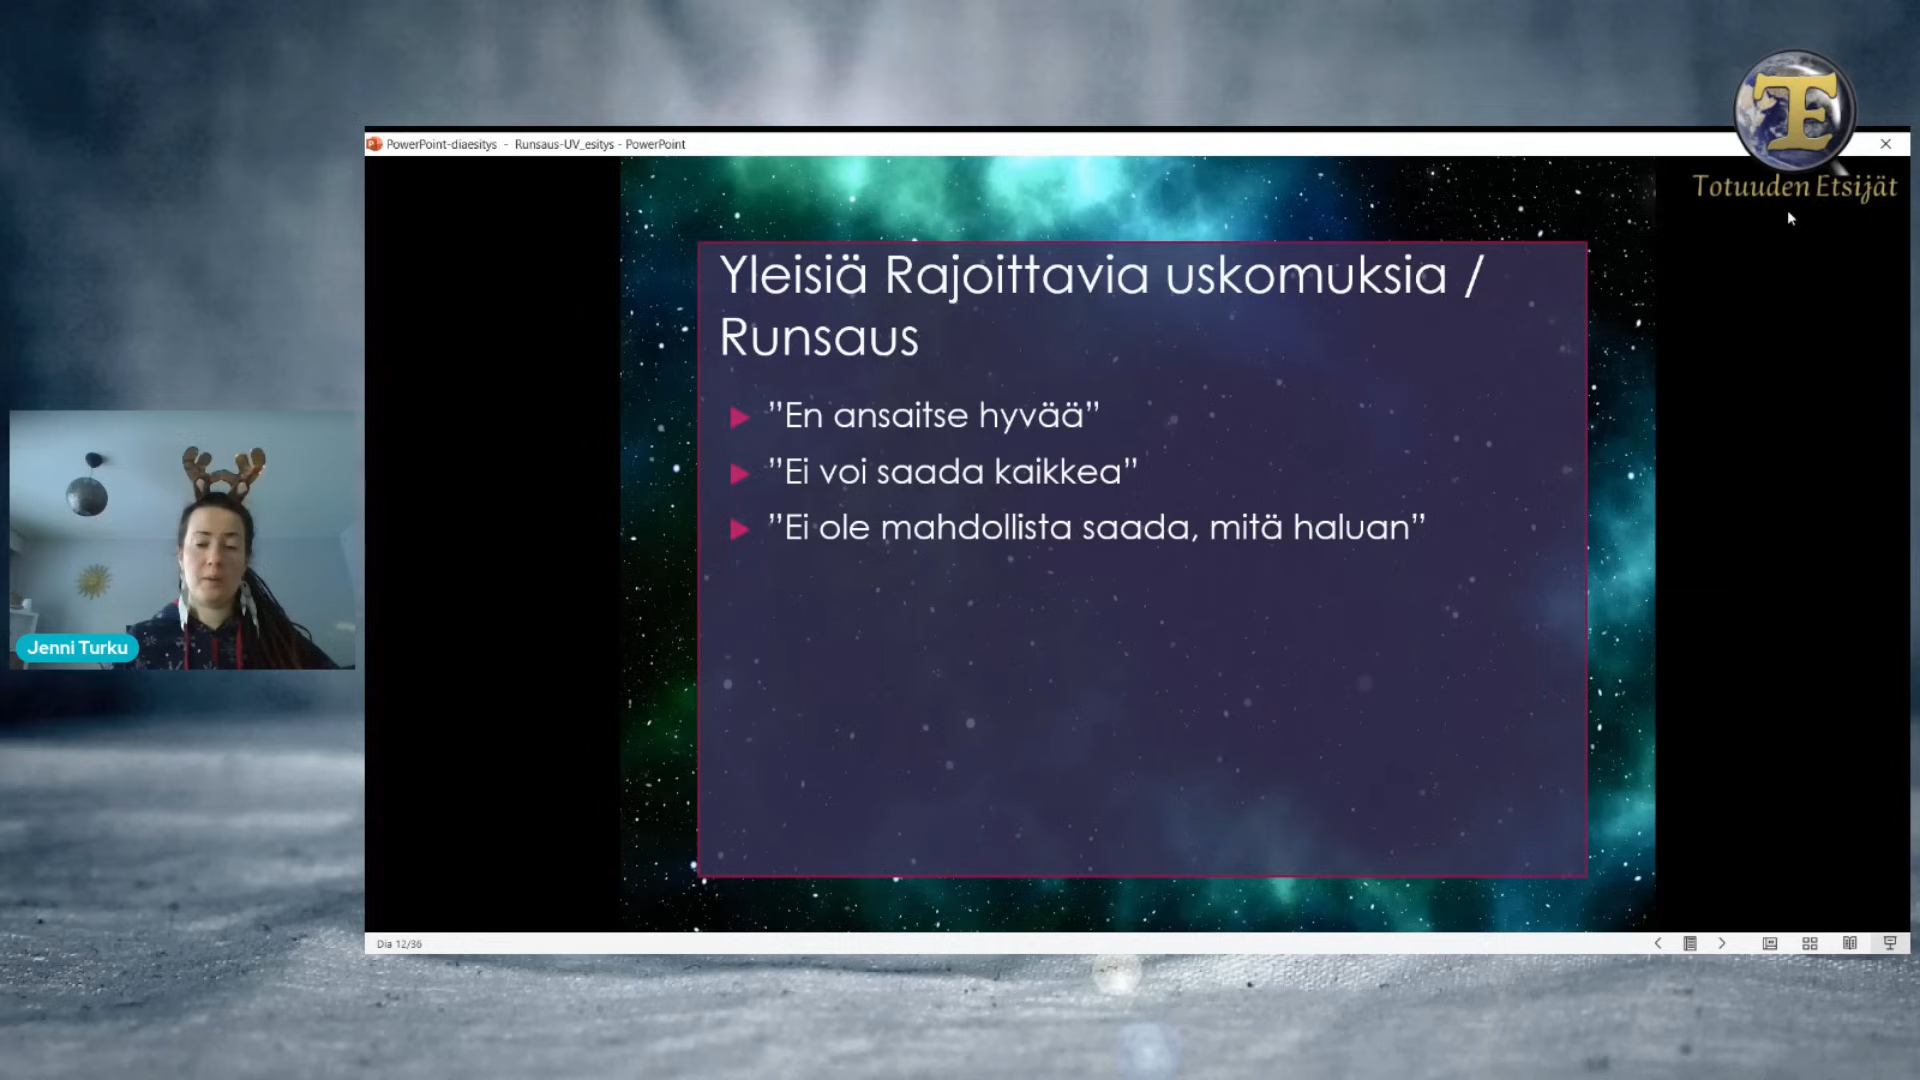 PowerPoint-diaesitys - Runsaus-UV_esitys - PowerPoint
TE
Totuuden Etsijät
Yleisiä Rajoittavia uskomuksia /
Runsaus
”En ansaitse hyvää”
”Ei voi saada kaikkea”
”Ei ole mahdollista saada, mitä haluan”
Jenni Turku
Dia 12/36